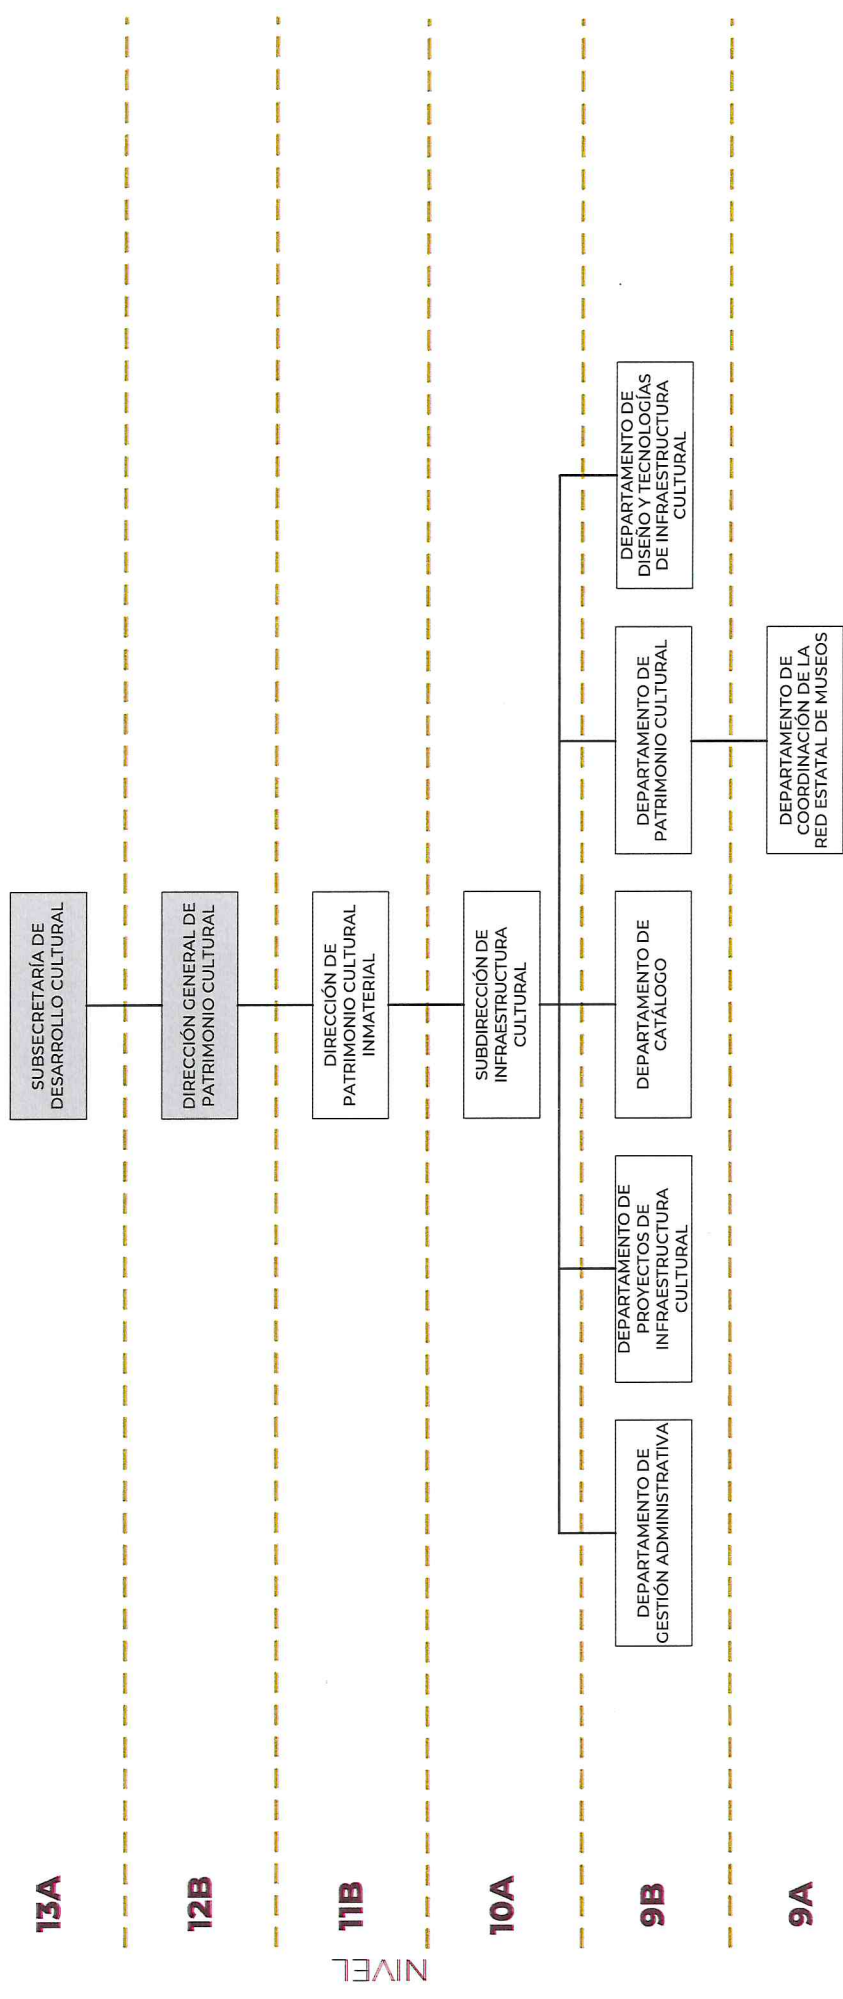 NIVEL
13A
SUBSECRETARÍA DE
DESARROLLO CULTURAL
12B
DIRECCIÓN GENERAL DE
PATRIMONIO CULTURAL
11B
DIRECCIÓN DE
PATRIMONIO CULTURAL
INMATERIAL
10A
SUBDIRECCIÓN DE
INFRAESTRUCTURA
CULTURAL
9B
DEPARTAMENTO DE
GESTIÓN ADMINISTRATIVA
DEPARTAMENTO DE
PROYECTOS DE
INFRAESTRUCTURA
CULTURAL
DEPARTAMENTO DE
CATÁLOGO
DEPARTAMENTO DE
PATRIMONIO CULTURAL
DEPARTAMENTO DE
DISEÑO Y TECNOLOGÍAS
DE INFRAESTRUCTURA
CULTURAL
9A
DEPARTAMENTO DE
COORDINACIÓN DE LA
RED ESTATAL DE MUSEOS